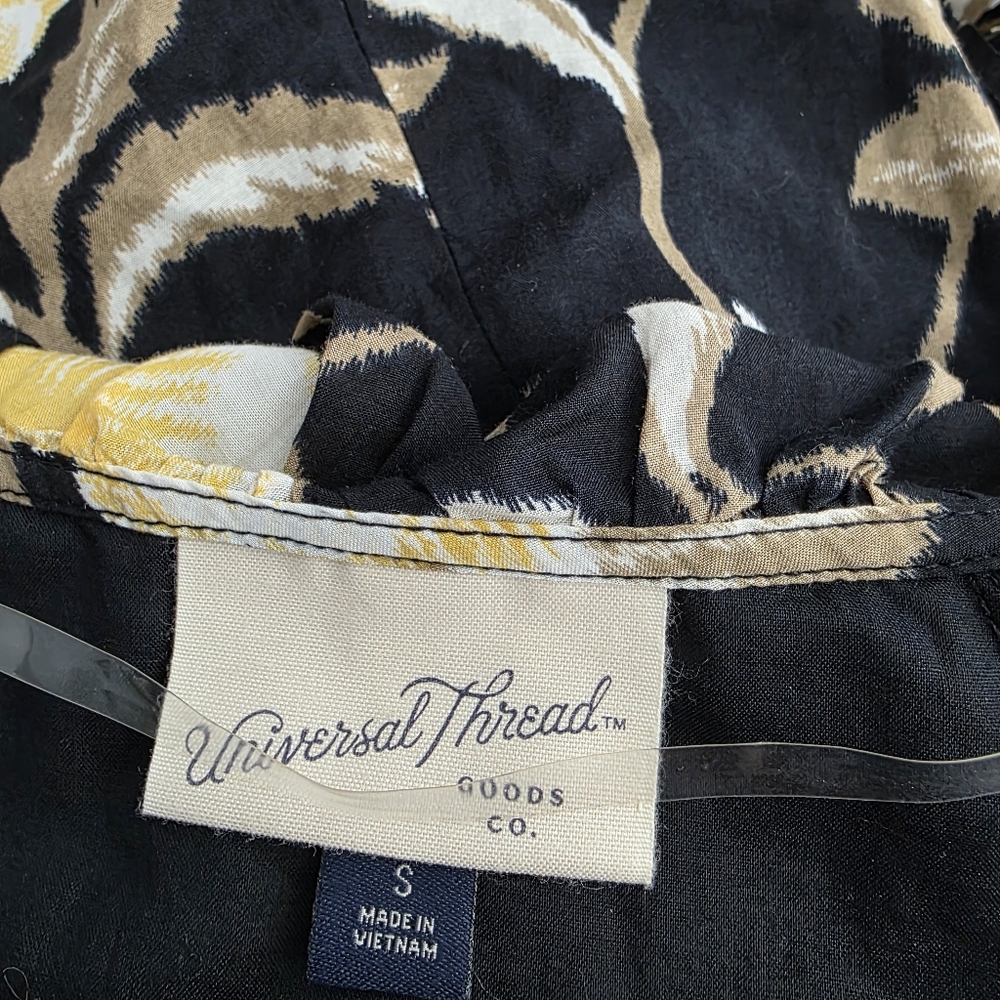 Universal Thread™
GOODS
CO.
S
MADE IN
VIETNAM